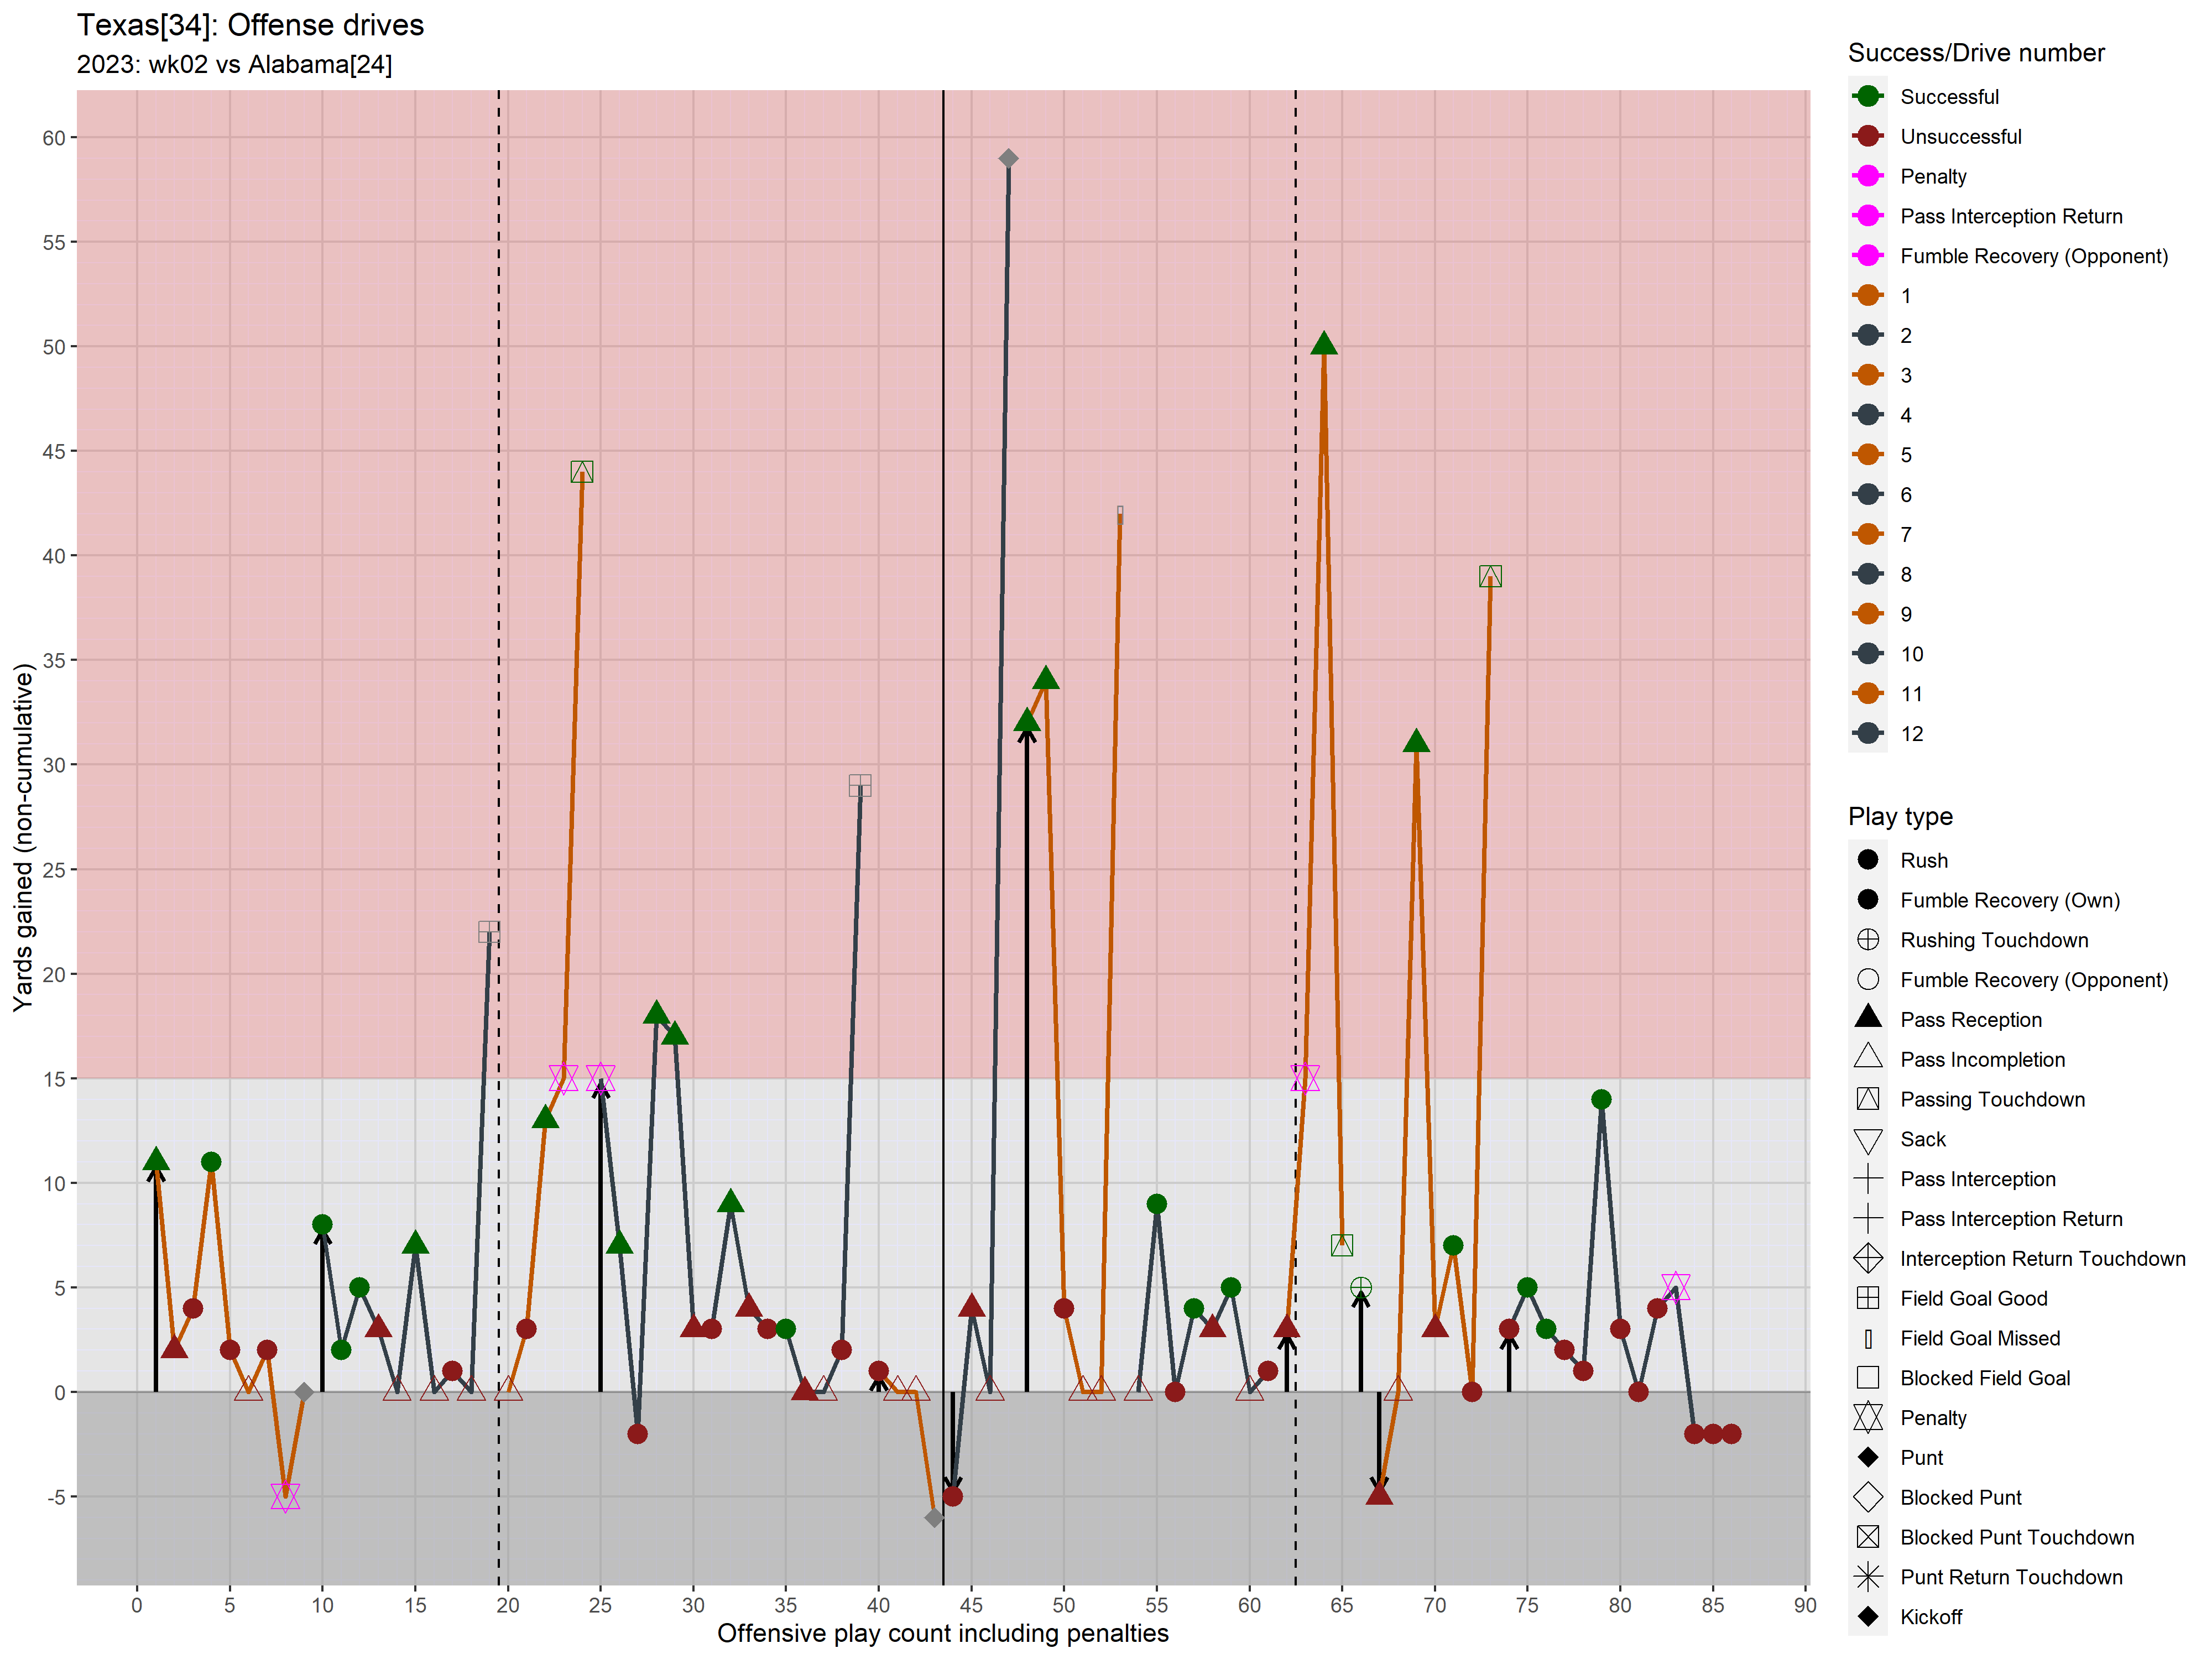 Texas[34]: Offense drives
2023: wk02 vs Alabama[24]
Yards gained (non-cumulative)
60
55
50
45
40
35
30
25
20
15
10
5
0
-5
0 5 10 15 20 25 30 35 40 45 50 55 60 65 70 75 80 85 90
Offensive play count including penalties
Success/Drive number
Successful
Unsuccessful
Penalty
Pass Interception Return
Fumble Recovery (Opponent)
1
2
3
4
5
6
7
8
9
10
11
12
Play type
Rush
Fumble Recovery (Own)
Rushing Touchdown
Fumble Recovery (Opponent)
Pass Reception
Pass Incompletion
Passing Touchdown
Sack
Pass Interception
Pass Interception Return
Interception Return Touchdown
Field Goal Good
Field Goal Missed
Blocked Field Goal
Penalty
Punt
Blocked Punt
Blocked Punt Touchdown
Punt Return Touchdown
Kickoff